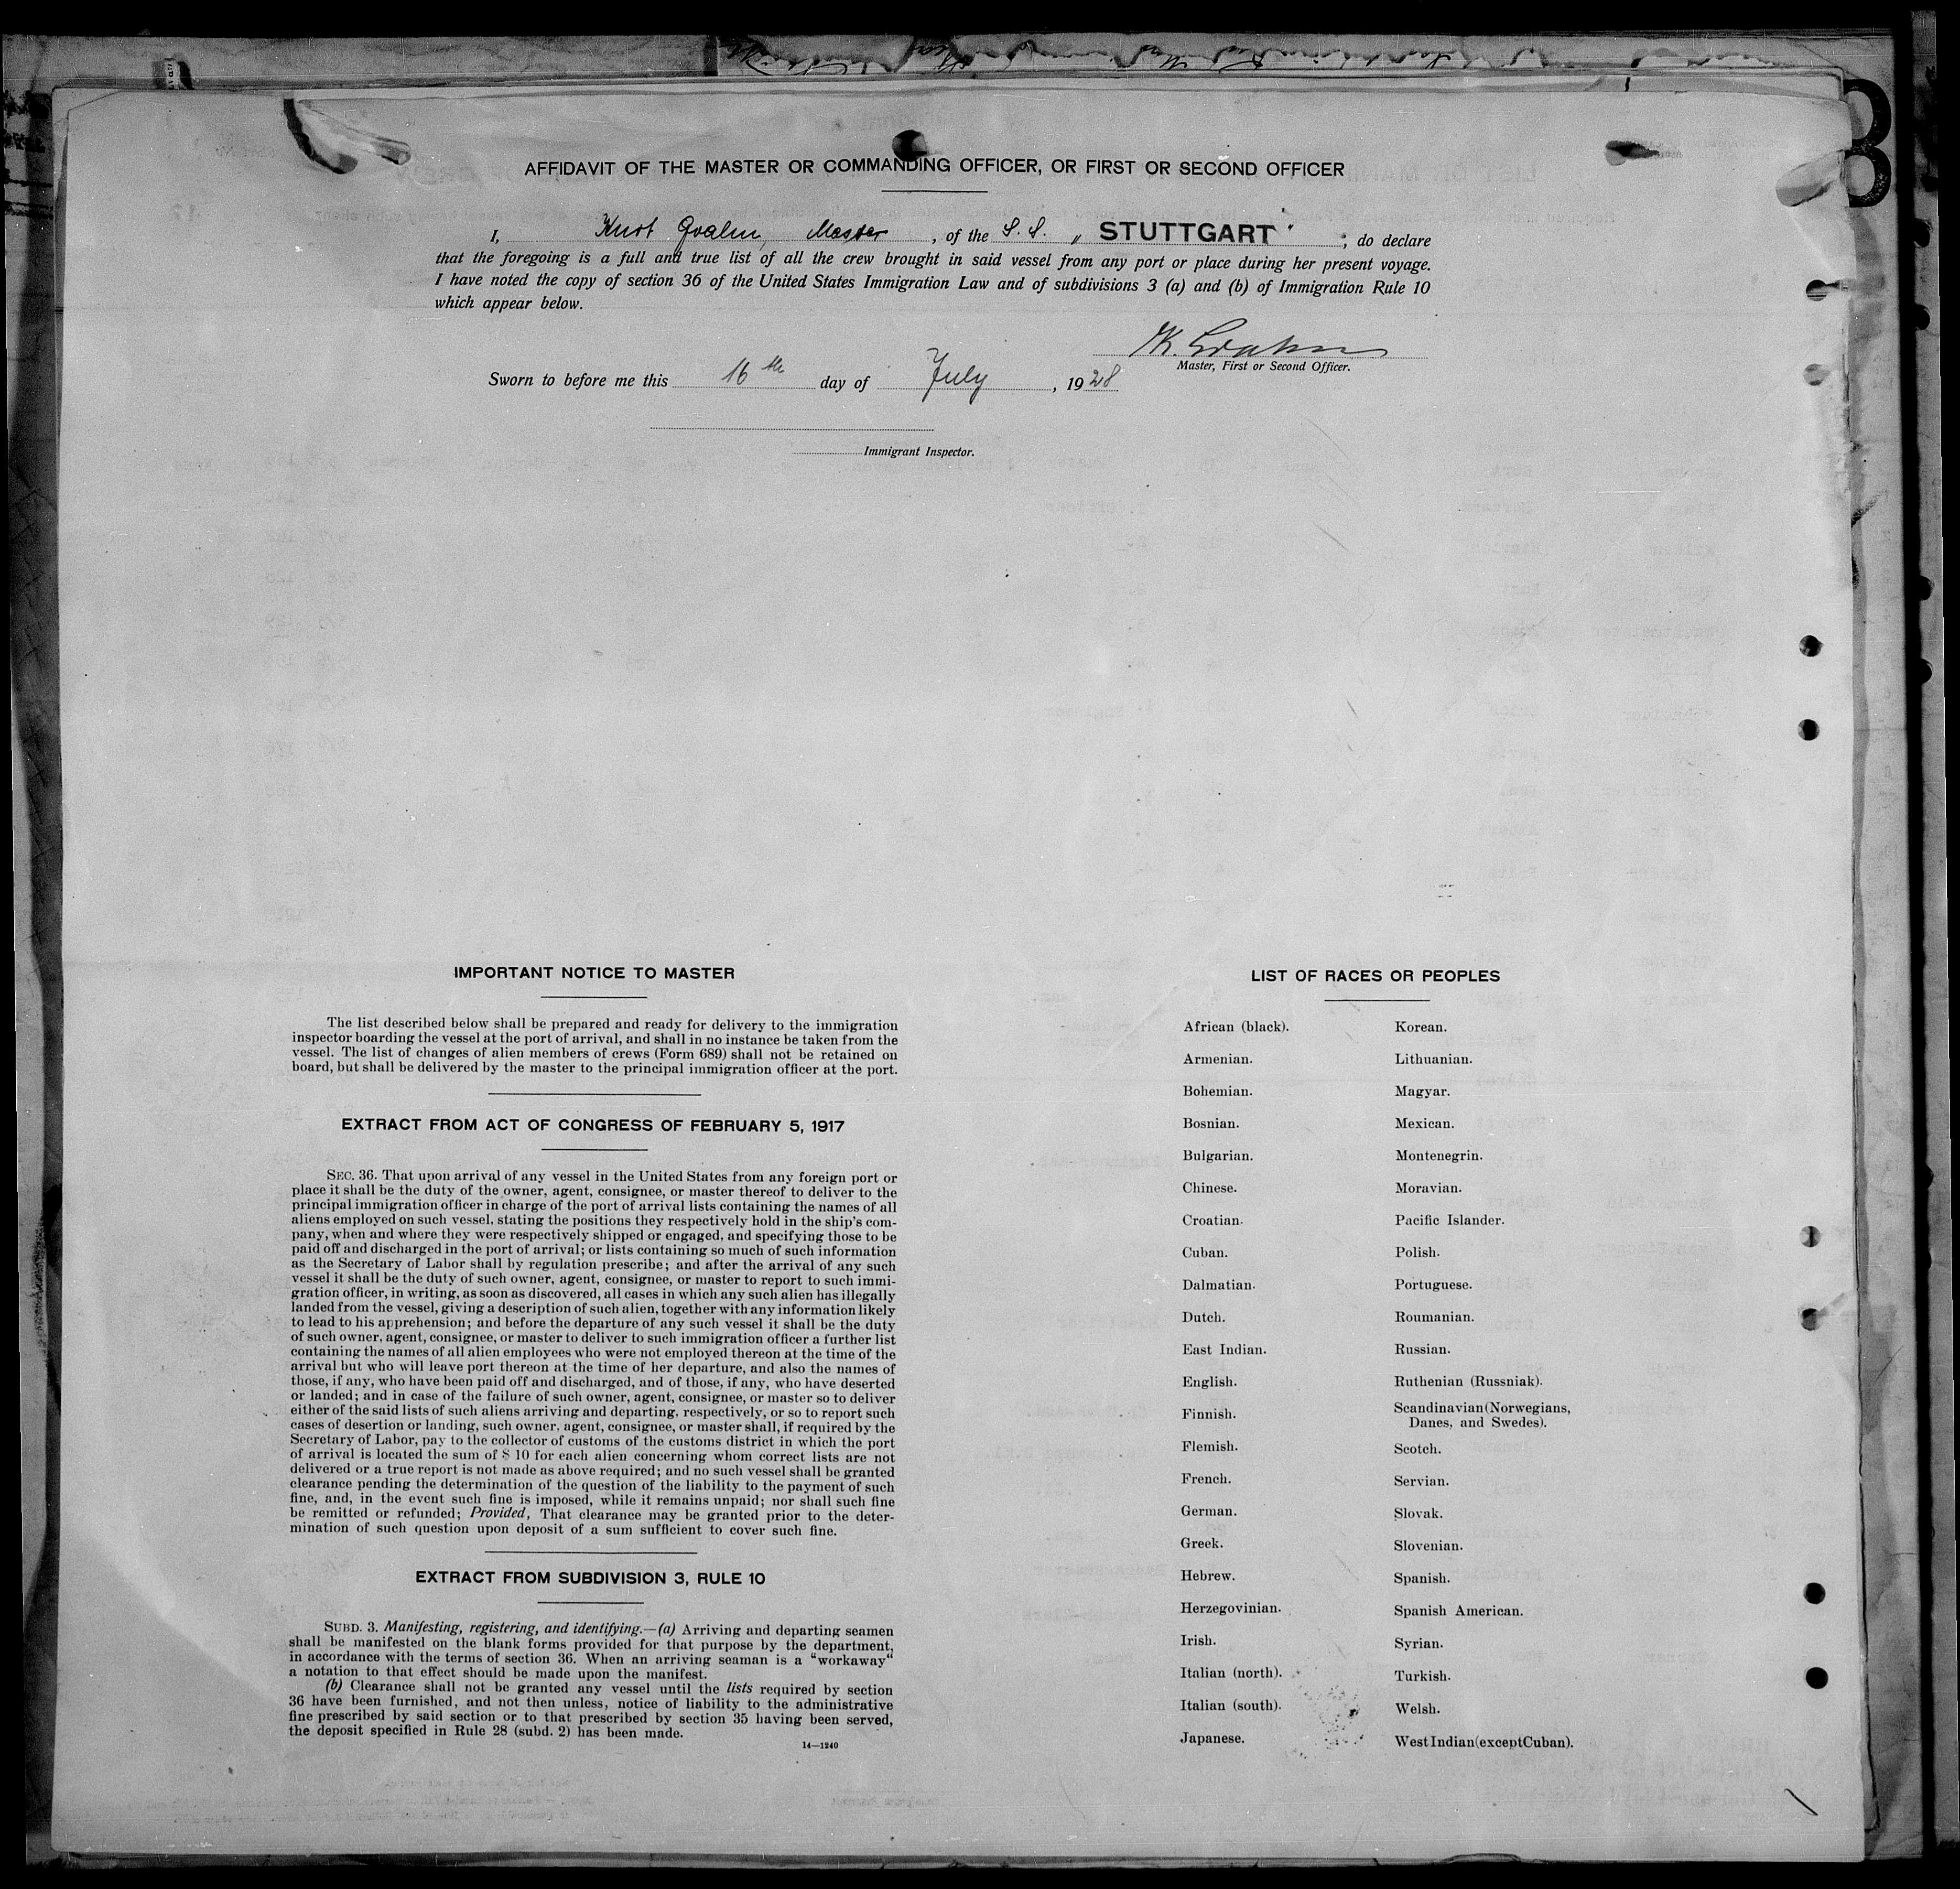 AFFIDAVIT OF THE MASTER OR COMMANDING OFFICER, OR FIRST OR SECOND OFFICER
I, Kurt Grahn, Master, of the S. S. „ STUTTGART " ; do declare
that the foregoing is a full and true list of all the crew brought in said vessel from any port or place during her present voyage.
I have noted the copy of section 36 of the United States Immigration Law and of subdivisions 3 (a) and (b) of Immigration Rule 10
which appear below.
K. Grahn
Master, First or Second Officer.
Sworn to before me this 16th day of July, 1928
Immigrant Inspector.
IMPORTANT NOTICE TO MASTER
The list described below shall be prepared and ready for delivery to the immigration
inspector boarding the vessel at the port of arrival, and shall in no instance be taken from the
vessel. The list of changes of alien members of crews (Form 689) shall not be retained on
board, but shall be delivered by the master to the principal immigration officer at the port.
EXTRACT FROM ACT OF CONGRESS OF FEBRUARY 5, 1917
SEC. 36. That upon arrival of any vessel in the United States from any foreign port or
place it shall be the duty of the owner, agent, consignee, or master thereof to deliver to the
principal immigration officer in charge of the port of arrival lists containing the names of all
aliens employed on such vessel, stating the positions they respectively hold in the ship's com-
pany, when and where they were respectively shipped or engaged, and specifying those to be
paid off and discharged in the port of arrival; or lists containing so much of such information
as the Secretary of Labor shall by regulation prescribe; and after the arrival of any such
vessel it shall be the duty of such owner, agent, consignee, or master to report to such immi-
gration officer, in writing, as soon as discovered, all cases in which any such alien has illegally
landed from the vessel, giving a description of such alien, together with any information likely
to lead to his apprehension; and before the departure of any such vessel it shall be the duty
of such owner, agent, consignee, or master to deliver to such immigration officer a further list
containing the names of all alien employees who were not employed thereon at the time of the
arrival but who will leave port thereon at the time of her departure, and also the names of
those, if any, who have been paid off and discharged, and of those, if any, who have deserted
or landed; and in case of the failure of such owner, agent, consignee, or master so to deliver
either of the said lists of such aliens arriving and departing, respectively, or so to report such
cases of desertion or landing, such owner, agent, consignee, or master shall, if required by the
Secretary of Labor, pay to the collector of customs of the customs district in which the port
of arrival is located the sum of $ 10 for each alien concerning whom correct lists are not
delivered or a true report is not made as above required; and no such vessel shall be granted
clearance pending the determination of the question of the liability to the payment of such
fine, and, in the event such fine is imposed, while it remains unpaid; nor shall such fine
be remitted or refunded; Provided, That clearance may be granted prior to the deter-
mination of such question upon deposit of a sum sufficient to cover such fine.
EXTRACT FROM SUBDIVISION 3, RULE 10
SUBD. 3. Manifesting, registering, and identifying.—(a) Arriving and departing seamen
shall be manifested on the blank forms provided for that purpose by the department,
in accordance with the terms of section 36. When an arriving seaman is a "workaway"
a notation to that effect should be made upon the manifest.
(b) Clearance shall not be granted any vessel until the lists required by section
36 have been furnished, and not then unless, notice of liability to the administrative
fine prescribed by said section or to that prescribed by section 35 having been served,
the deposit specified in Rule 28 (subd. 2) has been made.
14—1240
LIST OF RACES OR PEOPLES
African (black).
Armenian.
Bohemian.
Bosnian.
Bulgarian.
Chinese.
Croatian.
Cuban.
Dalmatian.
Dutch.
East Indian.
English.
Finnish.
Flemish.
French.
German.
Greek.
Hebrew.
Herzegovinian.
Irish.
Italian (north).
Italian (south).
Japanese.
Korean.
Lithuanian.
Magyar.
Mexican.
Montenegrin.
Moravian.
Pacific Islander.
Polish.
Portuguese.
Roumanian.
Russian.
Ruthenian (Russniak).
Scandinavian (Norwegians,
Danes, and Swedes).
Scotch.
Servian.
Slovak.
Slovenian.
Spanish.
Spanish American.
Syrian.
Turkish.
Welsh.
West Indian (except Cuban).